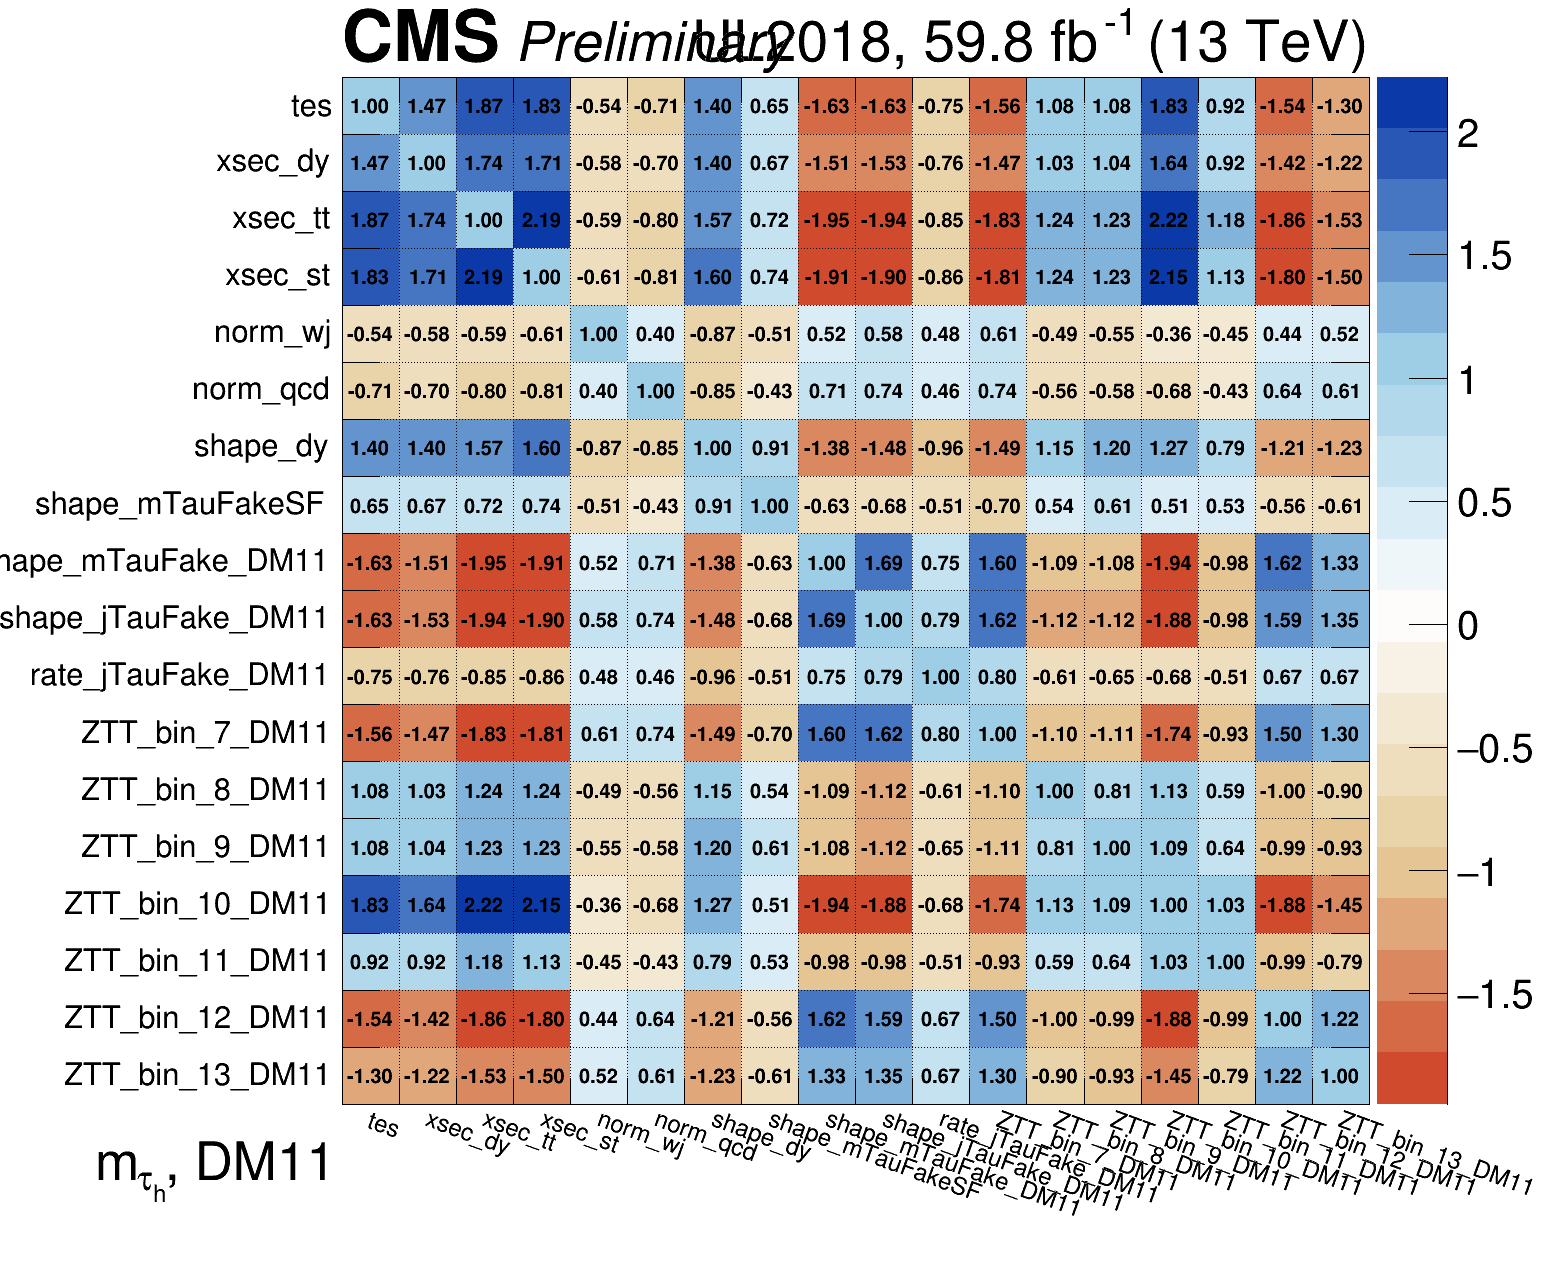 CMS Preliminary UL2018, 59.8 fb-1 (13 TeV)
tes 1.00 1.47 1.87 1.83 -0.54 -0.71 1.40 0.65 -1.63 -1.63 -0.75 -1.56 1.08 1.08 1.83 0.92 -1.54 -1.30
xsec_dy 1.47 1.00 1.74 1.71 -0.58 -0.70 1.40 0.67 -1.51 -1.53 -0.76 -1.47 1.03 1.04 1.64 0.92 -1.42 -1.22
xsec_tt 1.87 1.74 1.00 2.19 -0.59 -0.80 1.57 0.72 -1.95 -1.94 -0.85 -1.83 1.24 1.23 2.22 1.18 -1.86 -1.53
xsec_st 1.83 1.71 2.19 1.00 -0.61 -0.81 1.60 0.74 -1.91 -1.90 -0.86 -1.81 1.24 1.23 2.15 1.13 -1.80 -1.50
norm_wj -0.54 -0.58 -0.59 -0.61 1.00 0.40 -0.87 -0.51 0.52 0.58 0.48 0.61 -0.49 -0.55 -0.36 -0.45 0.44 0.52
norm_qcd -0.71 -0.70 -0.80 -0.81 0.40 1.00 -0.85 -0.43 0.71 0.74 0.46 0.74 -0.56 -0.58 -0.68 -0.43 0.64 0.61
shape_dy 1.40 1.40 1.57 1.60 -0.87 -0.85 1.00 0.91 -1.38 -1.48 -0.96 -1.49 1.15 1.20 1.27 0.79 -1.21 -1.23
shape_mTauFakeSF 0.65 0.67 0.72 0.74 -0.51 -0.43 0.91 1.00 -0.63 -0.68 -0.51 -0.70 0.54 0.61 0.51 0.53 -0.56 -0.61
hape_mTauFake_DM11 -1.63 -1.51 -1.95 -1.91 0.52 0.71 -1.38 -0.63 1.00 1.69 0.75 1.60 -1.09 -1.08 -1.94 -0.98 1.62 1.33
shape_jTauFake_DM11 -1.63 -1.53 -1.94 -1.90 0.58 0.74 -1.48 -0.68 1.69 1.00 0.79 1.62 -1.12 -1.12 -1.88 -0.98 1.59 1.35
rate_jTauFake_DM11 -0.75 -0.76 -0.85 -0.86 0.48 0.46 -0.96 -0.51 0.75 0.79 1.00 0.80 -0.61 -0.65 -0.68 -0.51 0.67 0.67
ZTT_bin_7_DM11 -1.56 -1.47 -1.83 -1.81 0.61 0.74 -1.49 -0.70 1.60 1.62 0.80 1.00 -1.10 -1.11 -1.74 -0.93 1.50 1.30
ZTT_bin_8_DM11 1.08 1.03 1.24 1.24 -0.49 -0.56 1.15 0.54 -1.09 -1.12 -0.61 -1.10 1.00 0.81 1.13 0.59 -1.00 -0.90
ZTT_bin_9_DM11 1.08 1.04 1.23 1.23 -0.55 -0.58 1.20 0.61 -1.08 -1.12 -0.65 -1.11 0.81 1.00 1.09 0.64 -0.99 -0.93
ZTT_bin_10_DM11 1.83 1.64 2.22 2.15 -0.36 -0.68 1.27 0.51 -1.94 -1.88 -0.68 -1.74 1.13 1.09 1.00 1.03 -1.88 -1.45
ZTT_bin_11_DM11 0.92 0.92 1.18 1.13 -0.45 -0.43 0.79 0.53 -0.98 -0.98 -0.51 -0.93 0.59 0.64 1.03 1.00 -0.99 -0.79
ZTT_bin_12_DM11 -1.54 -1.42 -1.86 -1.80 0.44 0.64 -1.21 -0.56 1.62 1.59 0.67 1.50 -1.00 -0.99 -1.88 -0.99 1.00 1.22
ZTT_bin_13_DM11 -1.30 -1.22 -1.53 -1.50 0.52 0.61 -1.23 -0.61 1.33 1.35 0.67 1.30 -0.90 -0.93 -1.45 -0.79 1.22 1.00
2
1.5
1
0.5
0
−0.5
−1
−1.5
tes
xsec_dy
xsec_tt
xsec_st
norm_wj
norm_qcd
shape_dy
shape_mTauFakeSF
shape_mTauFake_DM11
shape_jTauFake_DM11
rate_jTauFake_DM11
ZTT_bin_7_DM11
ZTT_bin_8_DM11
ZTT_bin_9_DM11
ZTT_bin_10_DM11
ZTT_bin_11_DM11
ZTT_bin_12_DM11
ZTT_bin_13_DM11
mτh, DM11